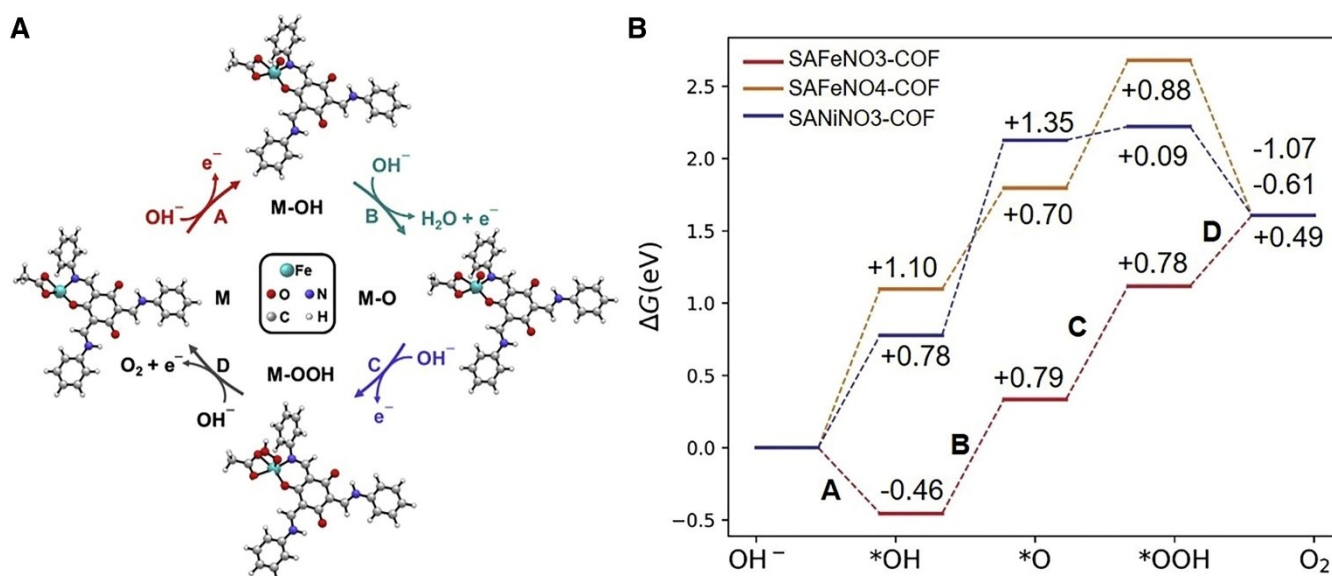 A
e⁻
OH⁻
A
M-OH
OH⁻
B
H₂O + e⁻
M
Fe
O
N
C
H
M-O
O₂ + e⁻
D
OH⁻
M-OOH
C
OH⁻
e⁻
B
SAFeNO3-COF
SAFeNO4-COF
SANiNO3-COF
ΔG(eV)
2.5
2.0
1.5
1.0
0.5
0.0
−0.5
+0.88
+1.35
+0.09
-1.07
-0.61
+0.70
D
+0.49
+1.10
+0.78
+0.78
C
+0.79
B
A
-0.46
OH⁻
*OH
*O
*OOH
O₂